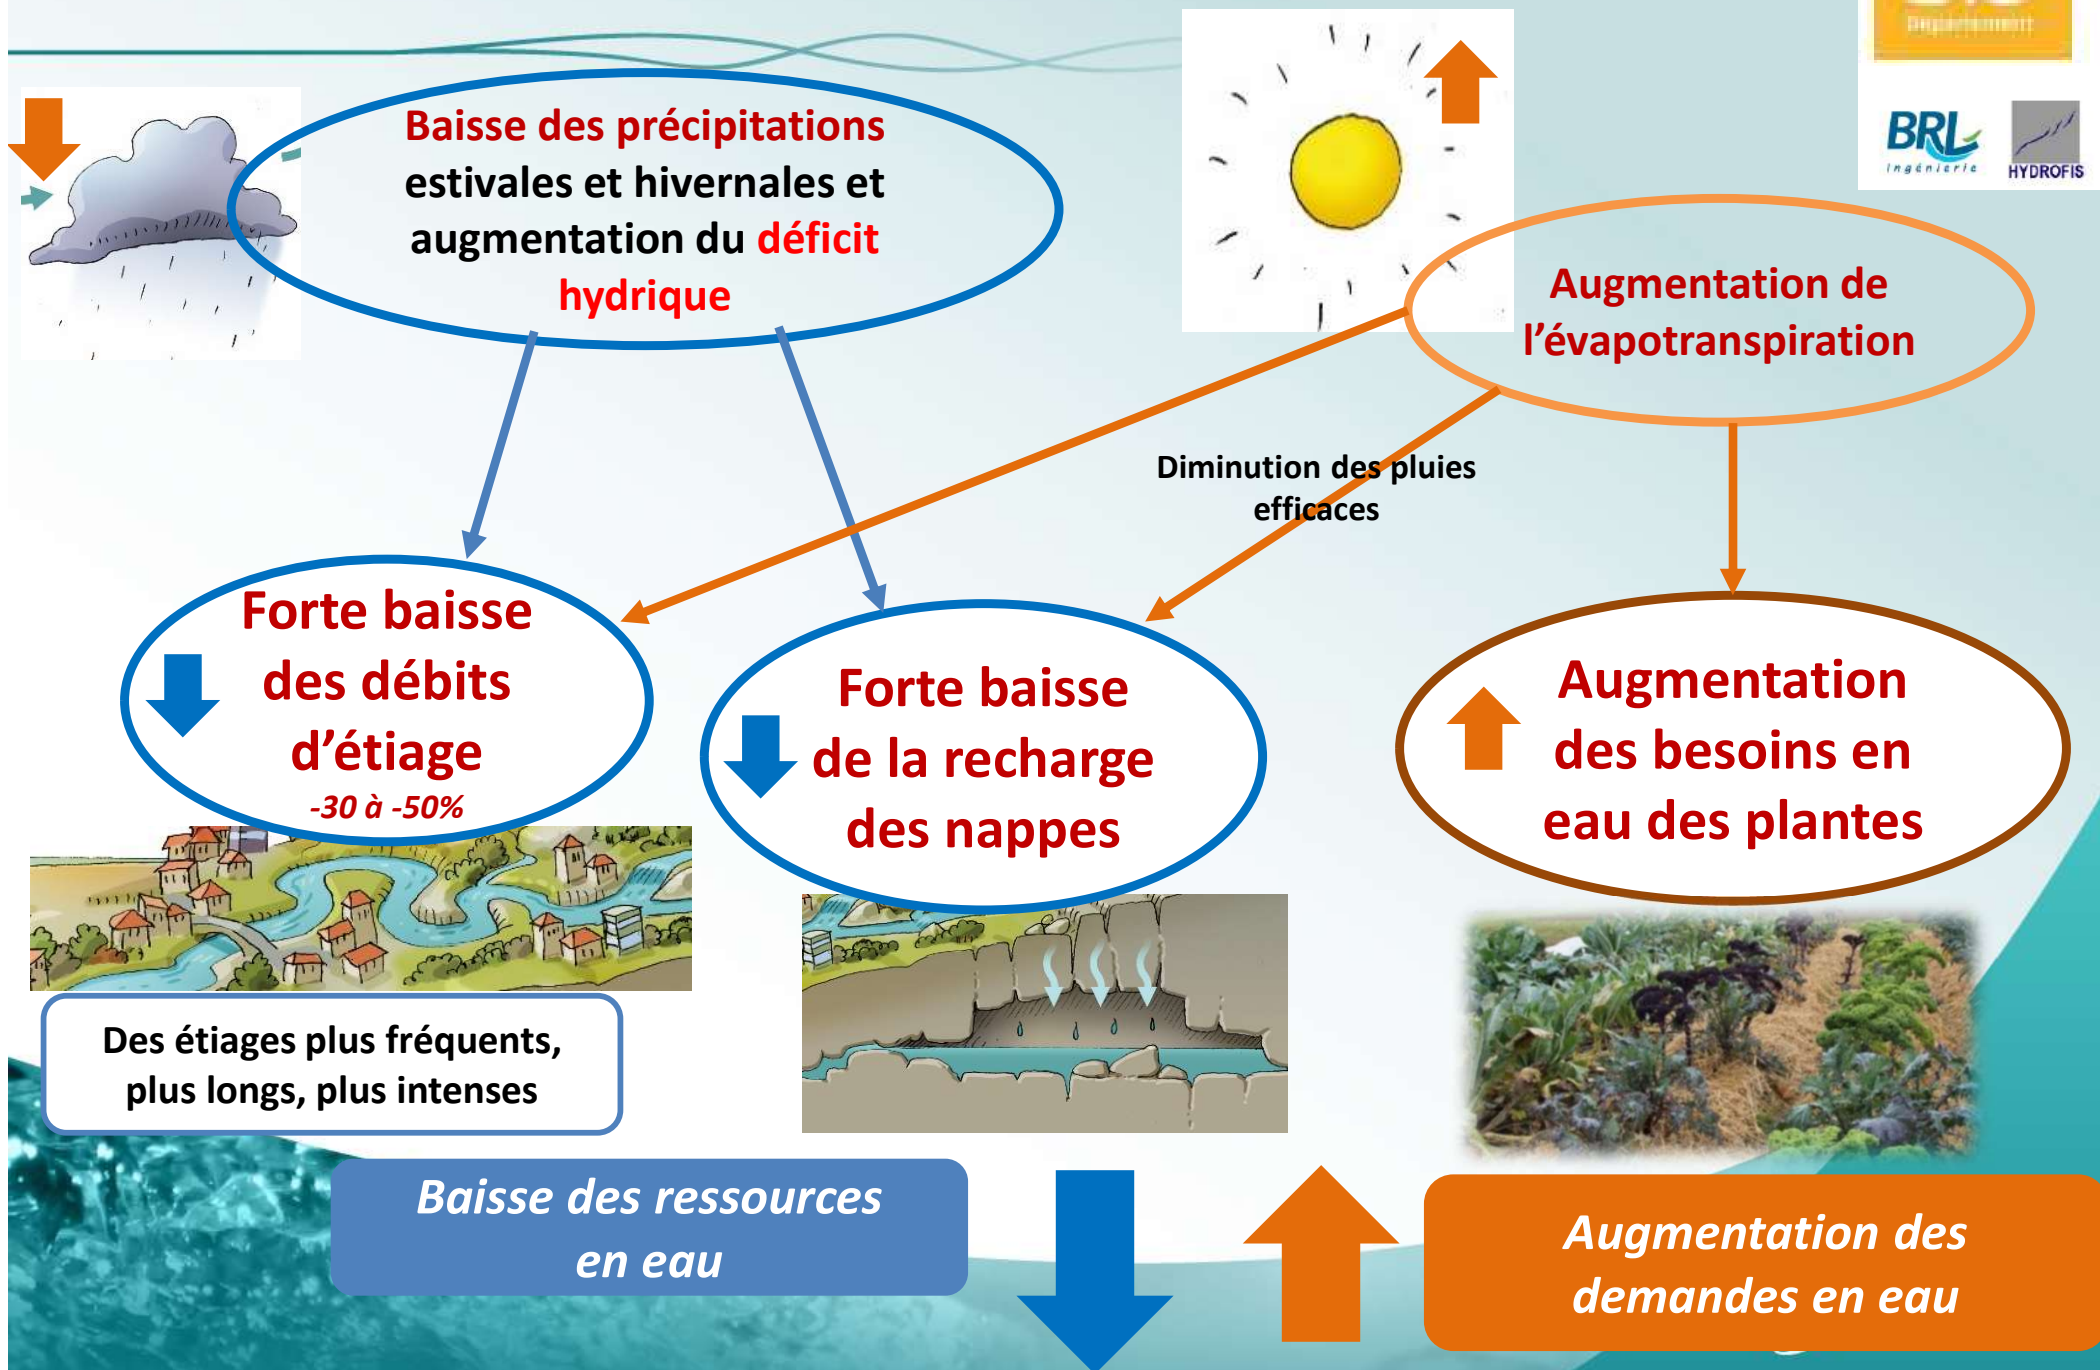 Département
BRL
Ingénierie
HYDROFIS
Baisse des précipitations
estivales et hivernales et
augmentation du déficit
hydrique
Augmentation de
l’évapotranspiration
Diminution des pluies
efficaces
Forte baisse
des débits
d’étiage
-30 à -50%
Forte baisse
de la recharge
des nappes
Augmentation
des besoins en
eau des plantes
Des étiages plus fréquents,
plus longs, plus intenses
Baisse des ressources
en eau
Augmentation des
demandes en eau